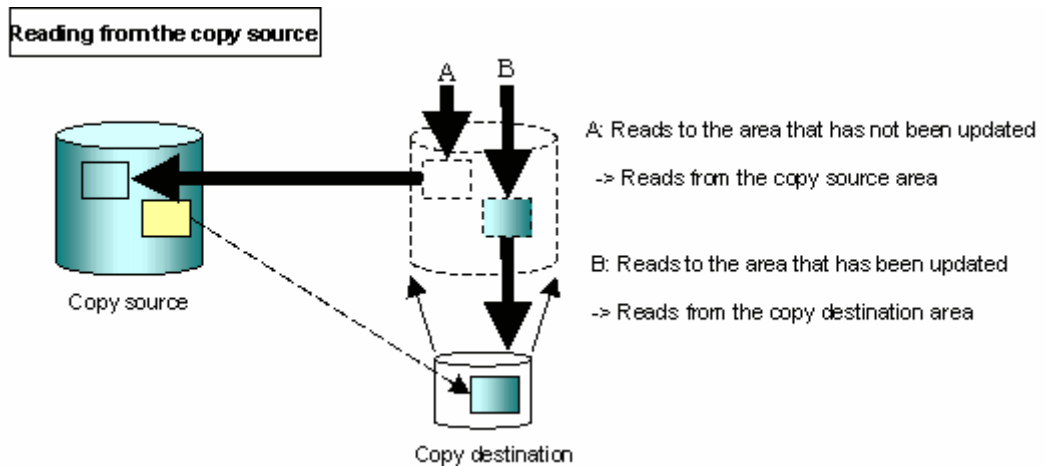 Reading from the copy source
A
B
A: Reads to the area that has not been updated
-> Reads from the copy source area
B: Reads to the area that has been updated
-> Reads from the copy destination area
Copy source
Copy destination